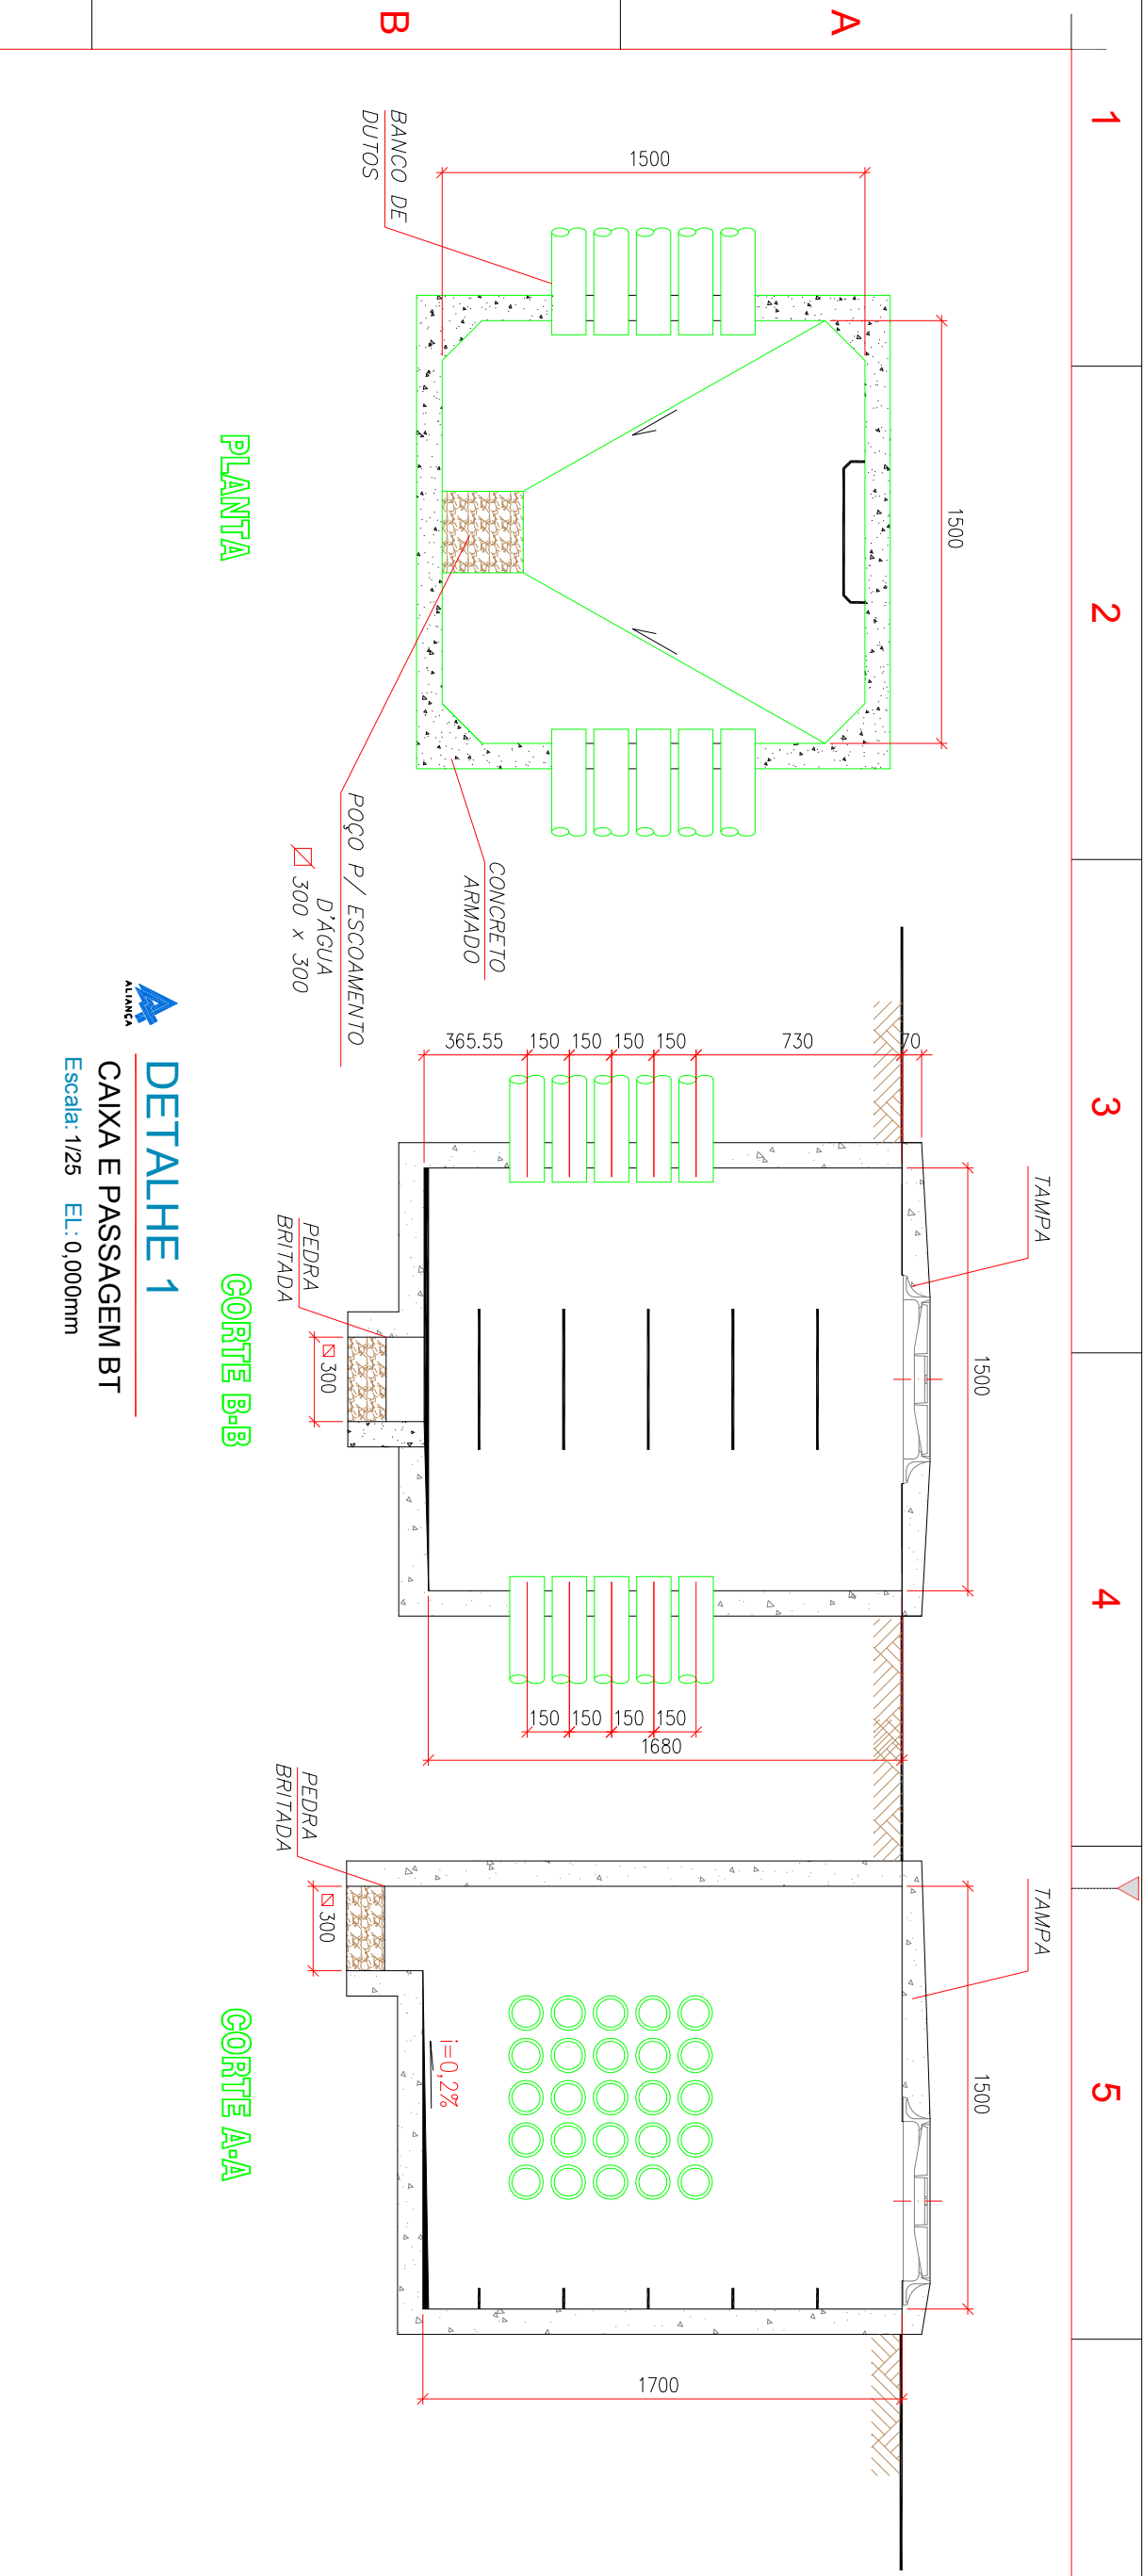 1
2
3
4
5
A
B
1500
1500
BANCO DE
DUTOS
CONCRETO
ARMADO
POÇO P/ ESCOAMENTO
D'ÁGUA
300 x 300
PLANTA
TAMPA
1500
70
730
150
150
150
150
365.55
150
150
150
150
1680
PEDRA
BRITADA
300
CORTE B-B
TAMPA
1500
1700
i=0,2%
PEDRA
BRITADA
300
CORTE A-A
ALIANÇA
DETALHE 1
CAIXA E PASSAGEM BT
Escala: 1/25 EL: 0,000mm